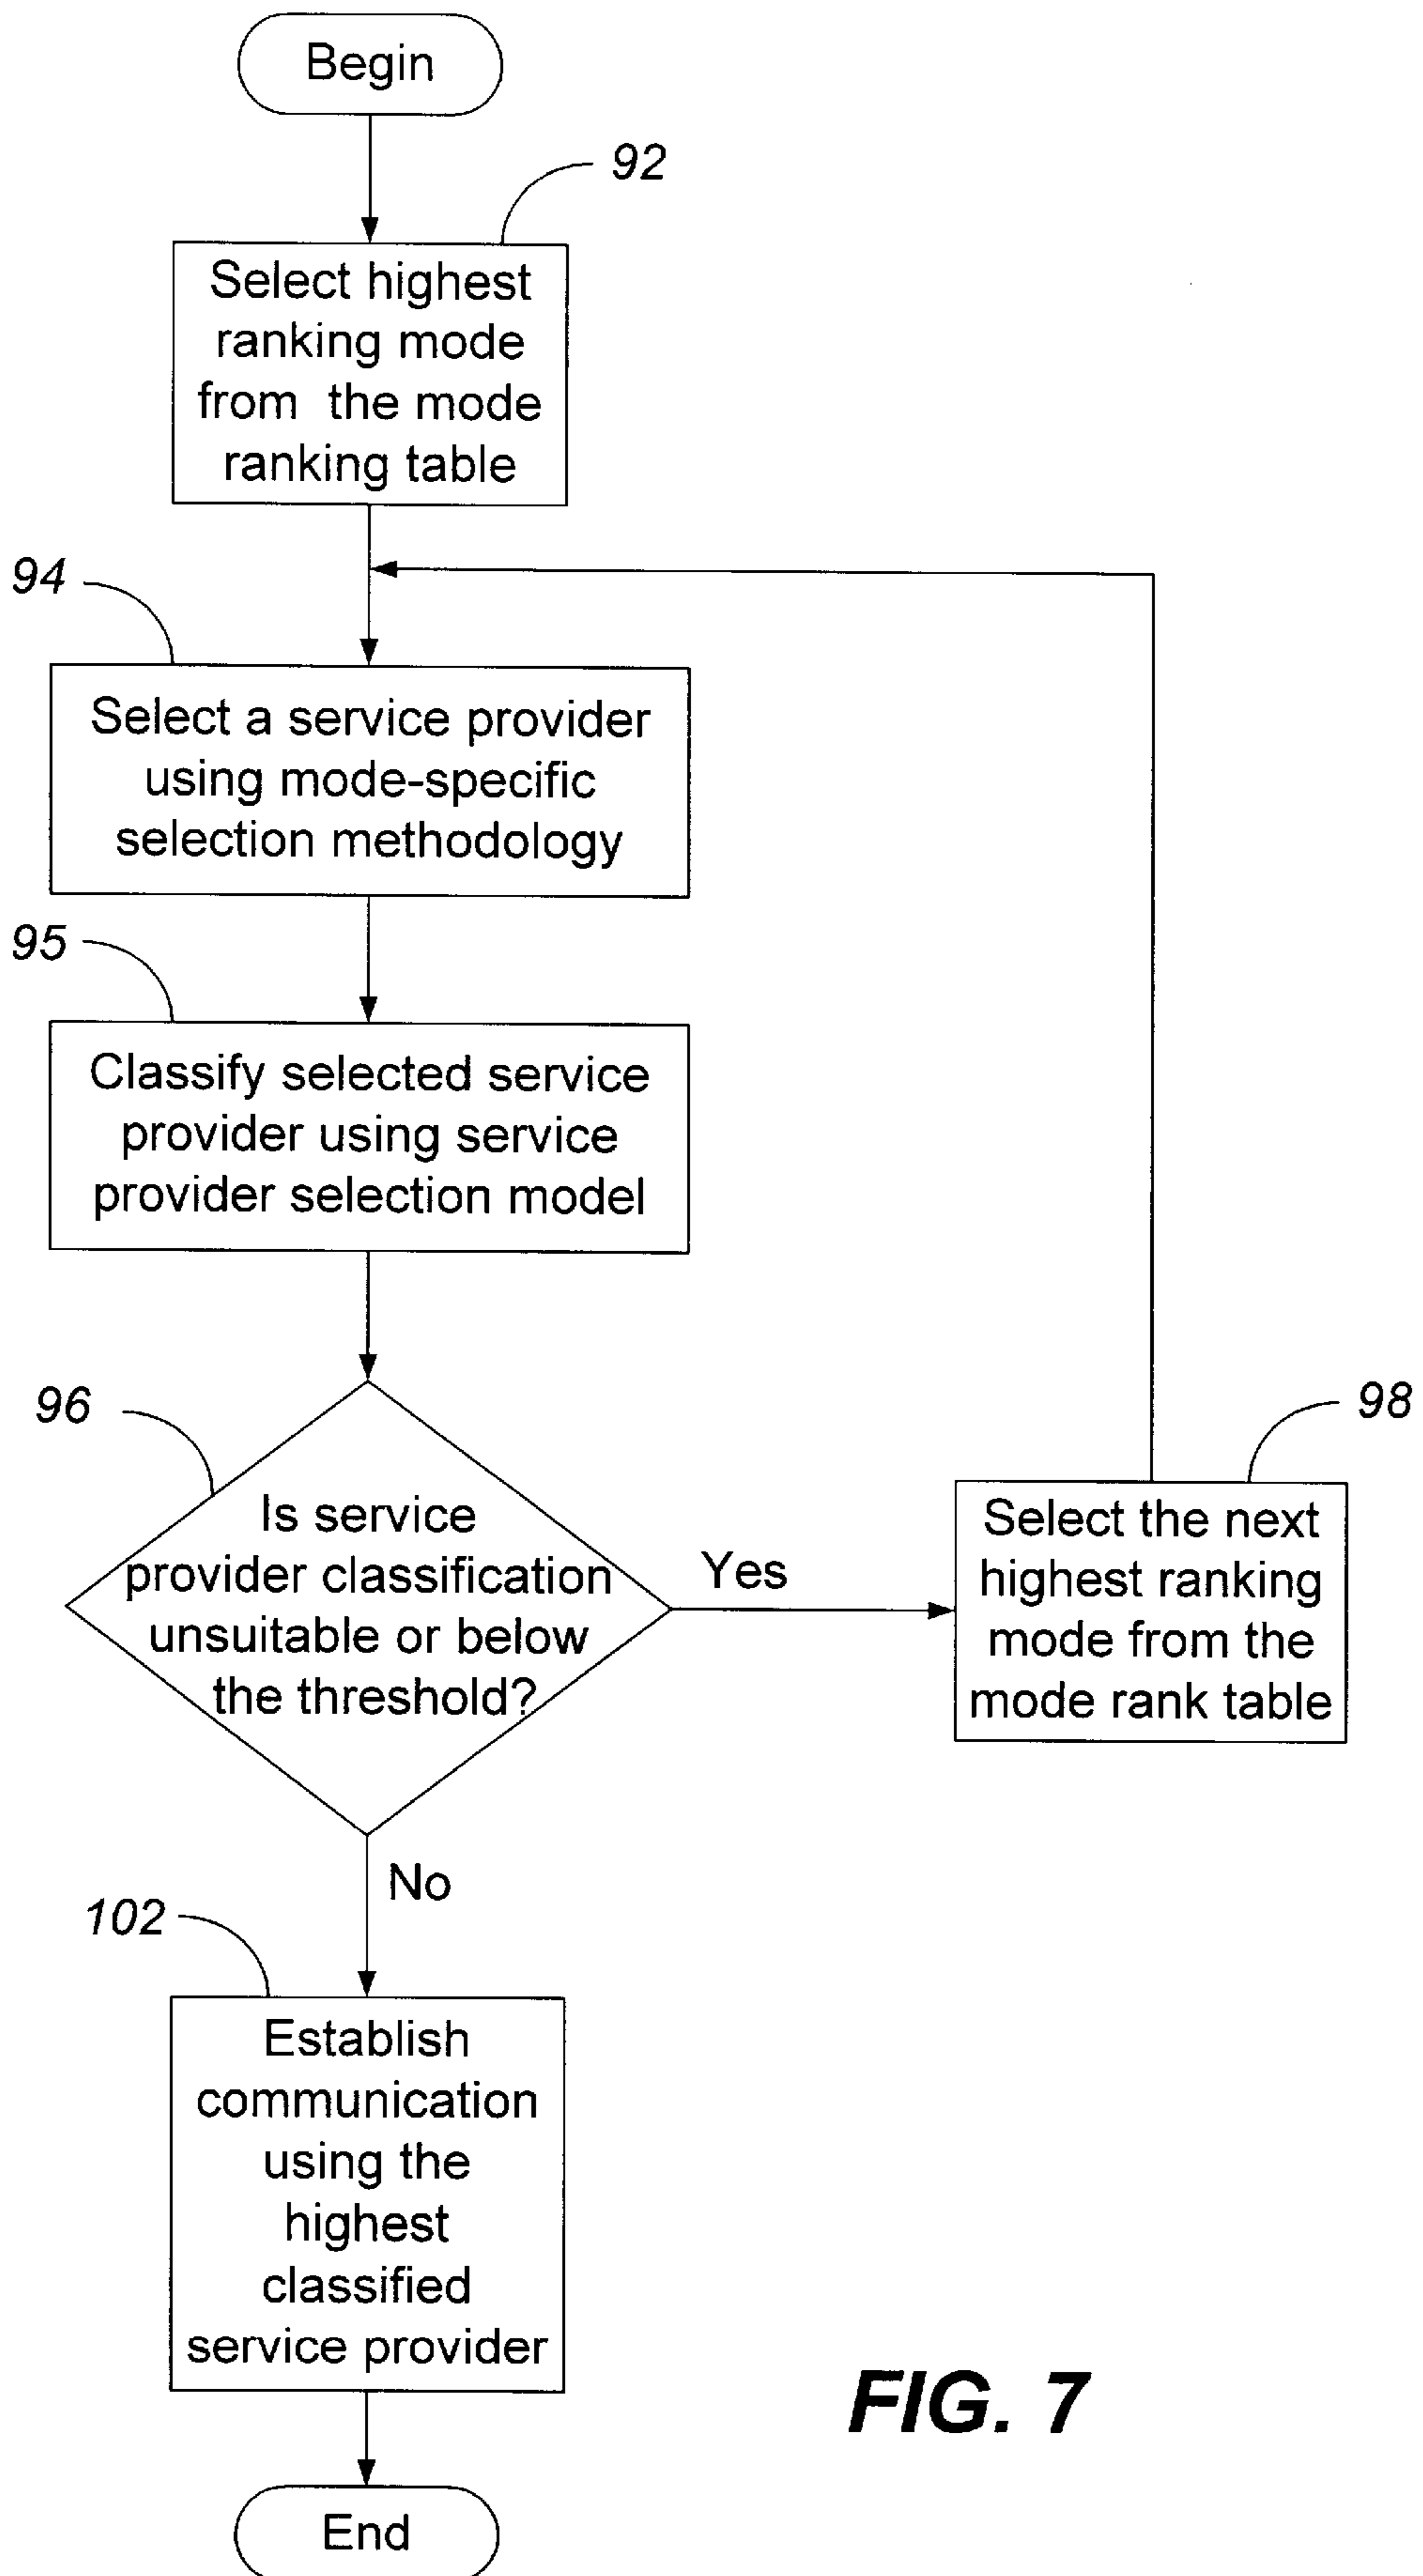 Begin
92
Select highest
ranking mode
from the mode
ranking table
94
Select a service provider
using mode-specific
selection methodology
95
Classify selected service
provider using service
provider selection model
96
Is service
provider classification
unsuitable or below
the threshold?
Yes
98
Select the next
highest ranking
mode from the
mode rank table
No
102
Establish
communication
using the
highest
classified
service provider
End
FIG. 7